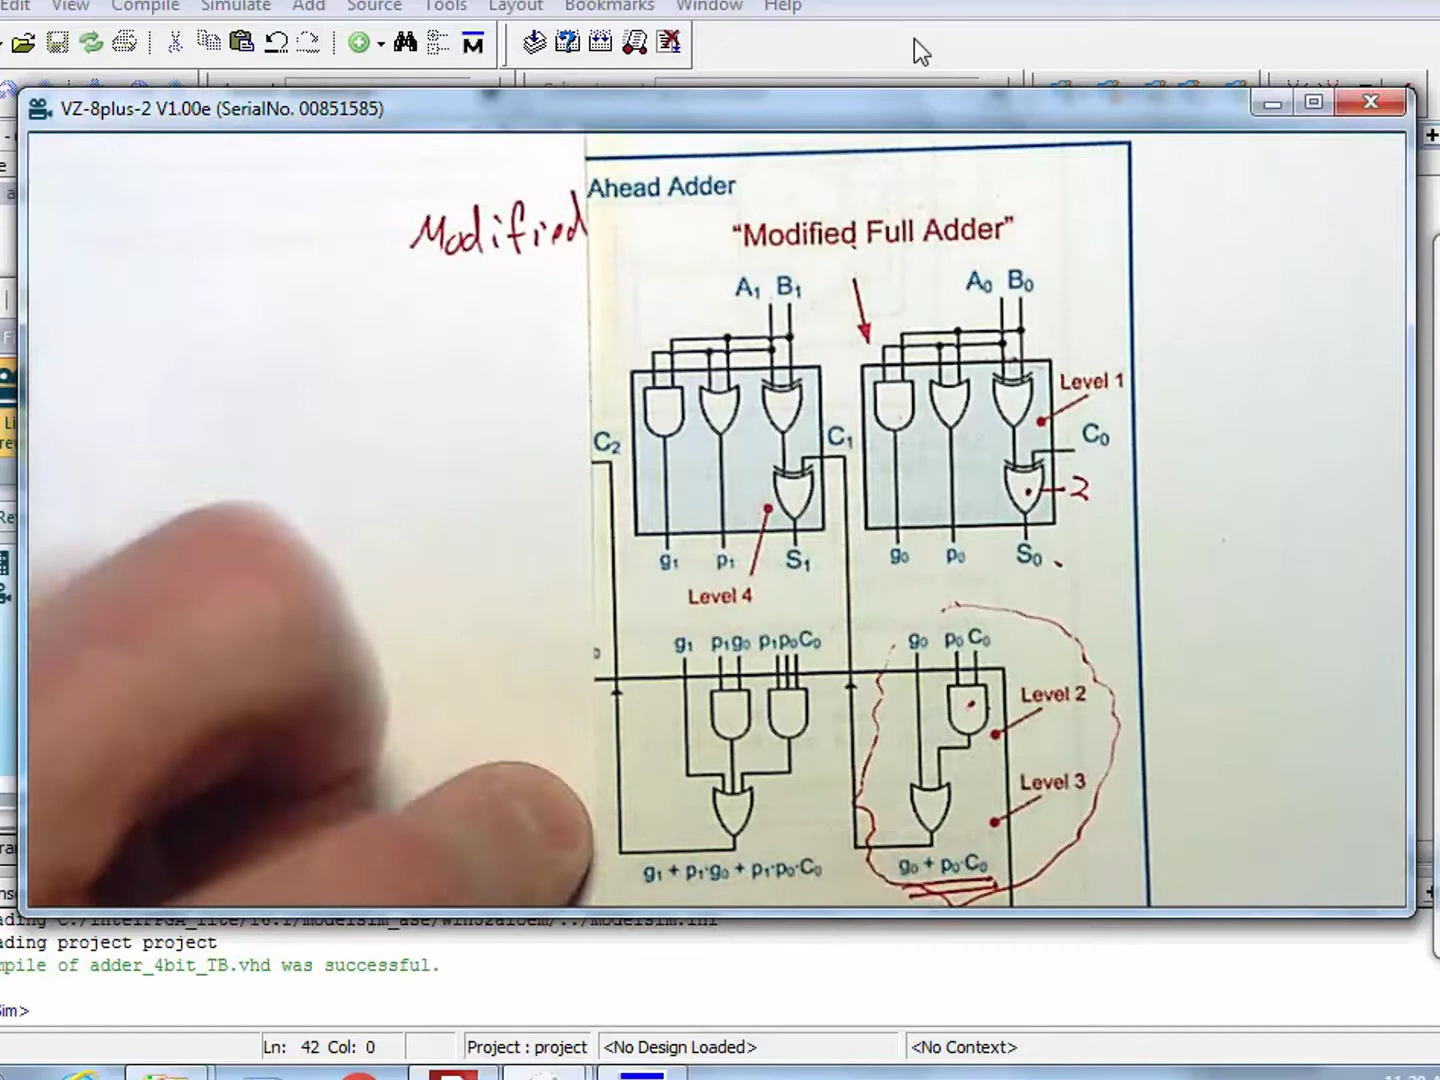 Edit View Compile Simulate Add Source Tools Layout Bookmarks Window Help
VZ-8plus-2 V1.00e (SerialNo. 00851585)
Ahead Adder
Modified
"Modified Full Adder"
A₁ B₁
A₀ B₀
Level 1
C₂
C₁
C₀
2
g₁ p₁ S₁
g₀ p₀ S₀
Level 4
g₁ p₁g₀ p₁p₀C₀
g₀ p₀ C₀
Level 2
Level 3
g₁ + p₁·g₀ + p₁·p₀·C₀
g₀ + p₀·C₀
ading project project
mpile of adder_4bit_TB.vhd was successful.
Sim>
Ln: 42 Col: 0
Project : project
<No Design Loaded>
<No Context>